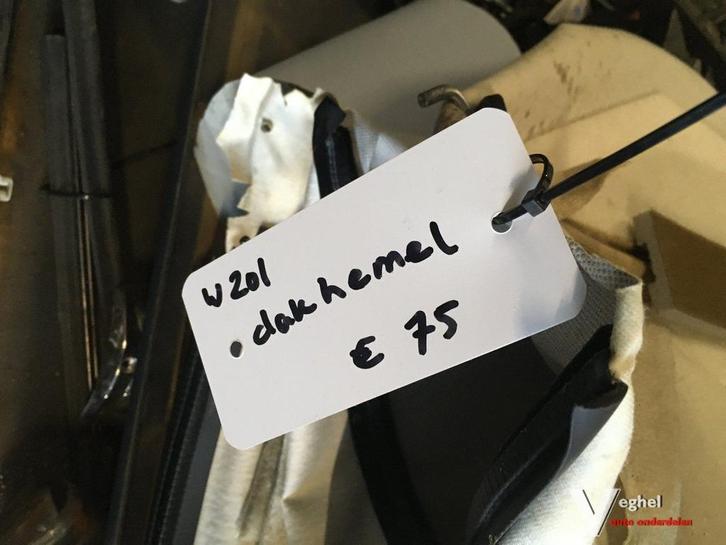 W201
dakhemel
€ 75
Veghel
auto onderdelen